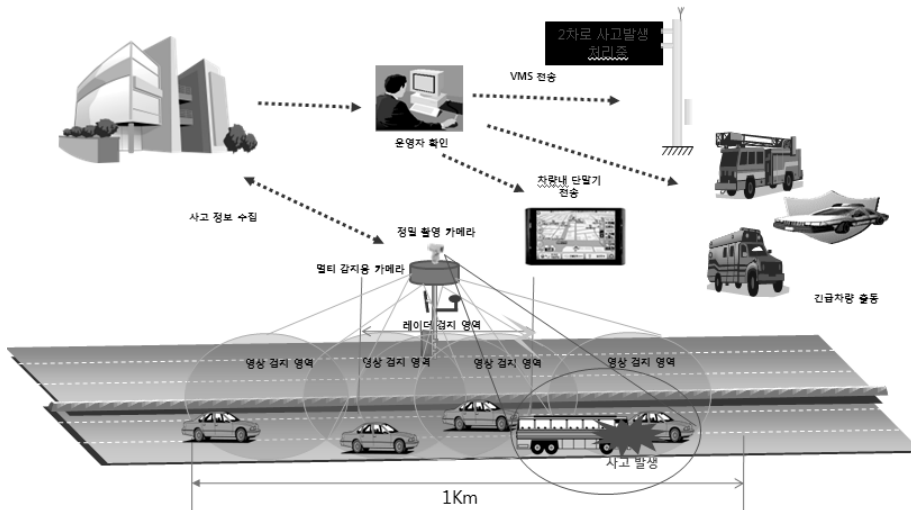 2차로 사고발생
처리중
VMS 전송
운영자 확인
차량내 단말기
전송
사고 정보 수집
정밀 촬영 카메라
멀티 감지용 카메라
긴급차량 출동
레이더 검지 영역
영상 검지 영역
영상 검지 영역
영상 검지 영역
영상 검지 영역
사고 발생
1Km